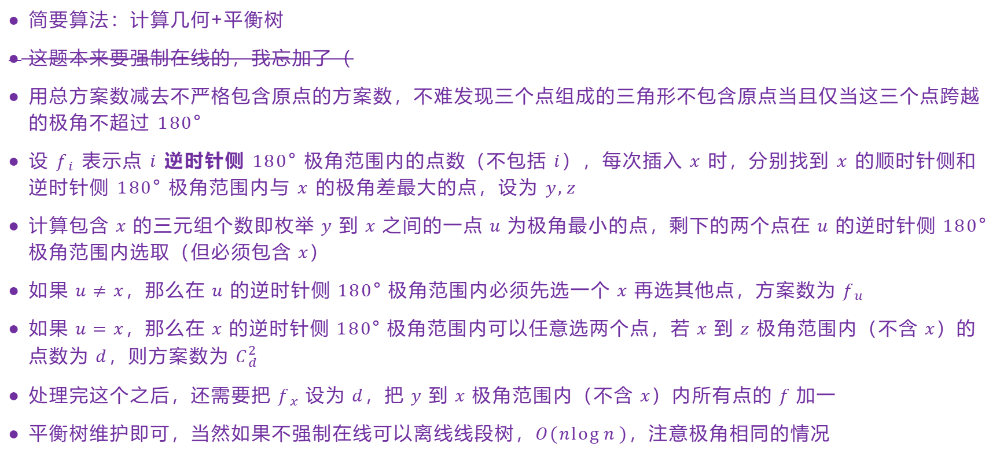 ● 简要算法：计算几何+平衡树
● 这题本来要强制在线的，我忘加了（
● 用总方案数减去不严格包含原点的方案数，不难发现三个点组成的三角形不包含原点当且仅当这三个点跨越
的极角不超过 180°
● 设 f_i 表示点 i 逆时针侧 180° 极角范围内的点数（不包括 i），每次插入 x 时，分别找到 x 的顺时针侧和
逆时针侧 180° 极角范围内与 x 的极角差最大的点，设为 y, z
● 计算包含 x 的三元组个数即枚举 y 到 x 之间的一点 u 为极角最小的点，剩下的两个点在 u 的逆时针侧 180°
极角范围内选取（但必须包含 x）
● 如果 u ≠ x，那么在 u 的逆时针侧 180° 极角范围内必须先选一个 x 再选其他点，方案数为 f_u
● 如果 u = x，那么在 x 的逆时针侧 180° 极角范围内可以任意选两个点，若 x 到 z 极角范围内（不含 x）的
点数为 d，则方案数为 C_d^2
● 处理完这个之后，还需要把 f_x 设为 d，把 y 到 x 极角范围内（不含 x）内所有点的 f 加一
● 平衡树维护即可，当然如果不强制在线可以离线线段树，O(n log n)，注意极角相同的情况